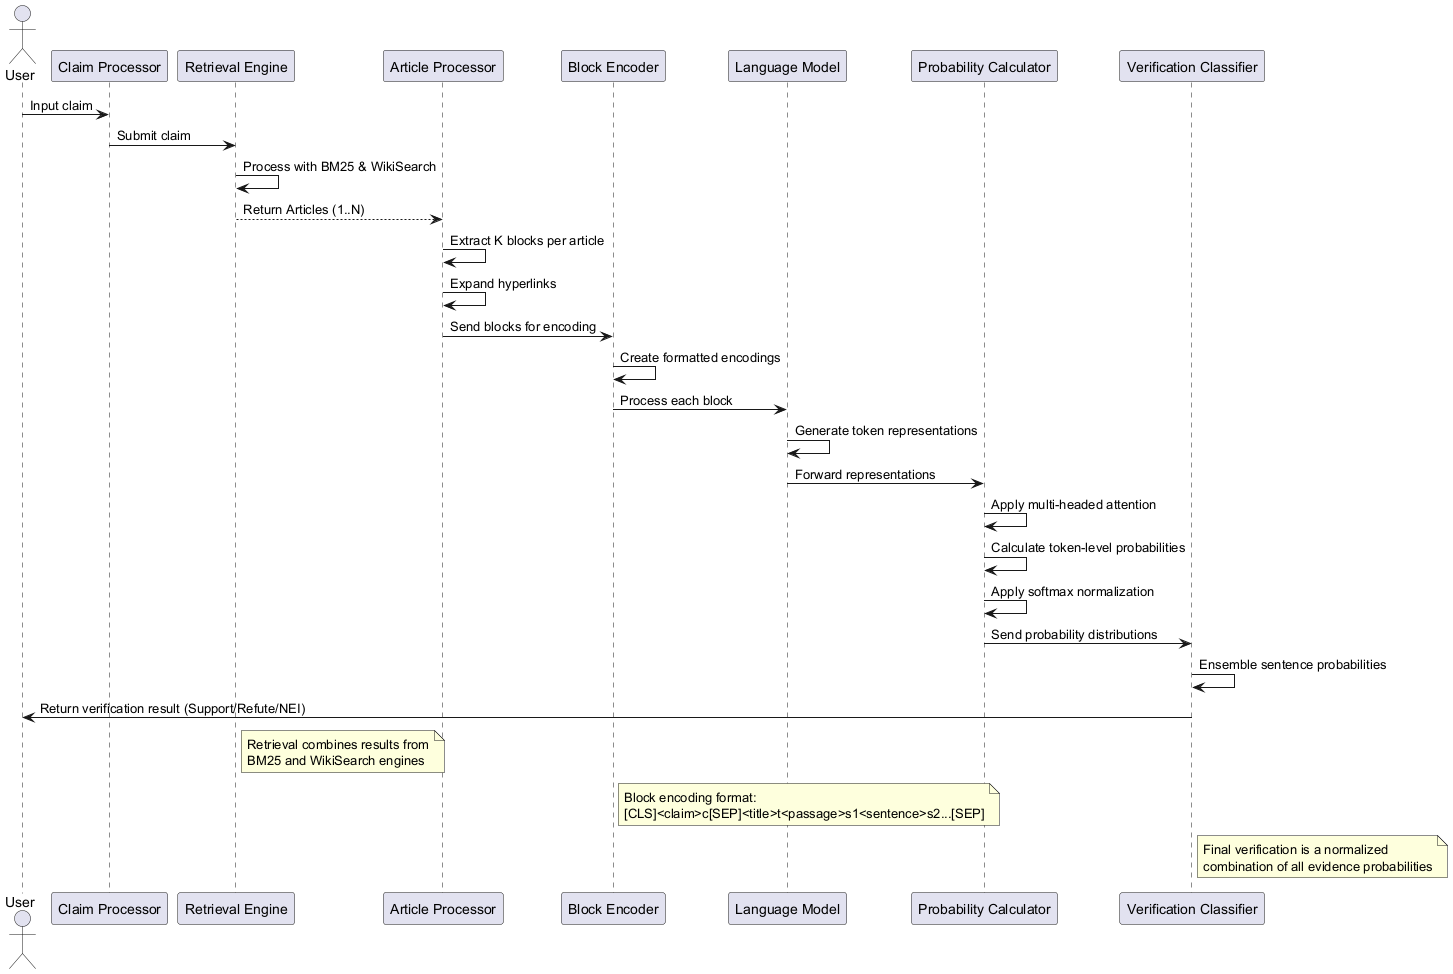 User
Claim Processor
Retrieval Engine
Article Processor
Block Encoder
Language Model
Probability Calculator
Verification Classifier
Input claim
Submit claim
Process with BM25 & WikiSearch
Return Articles (1..N)
Extract K blocks per article
Expand hyperlinks
Send blocks for encoding
Create formatted encodings
Process each block
Generate token representations
Forward representations
Apply multi-headed attention
Calculate token-level probabilities
Apply softmax normalization
Send probability distributions
Ensemble sentence probabilities
Return verification result (Support/Refute/NEI)
Retrieval combines results from
BM25 and WikiSearch engines
Block encoding format:
[CLS]<claim>c[SEP]<title>t<passage>s1<sentence>s2...[SEP]
Final verification is a normalized
combination of all evidence probabilities
User
Claim Processor
Retrieval Engine
Article Processor
Block Encoder
Language Model
Probability Calculator
Verification Classifier